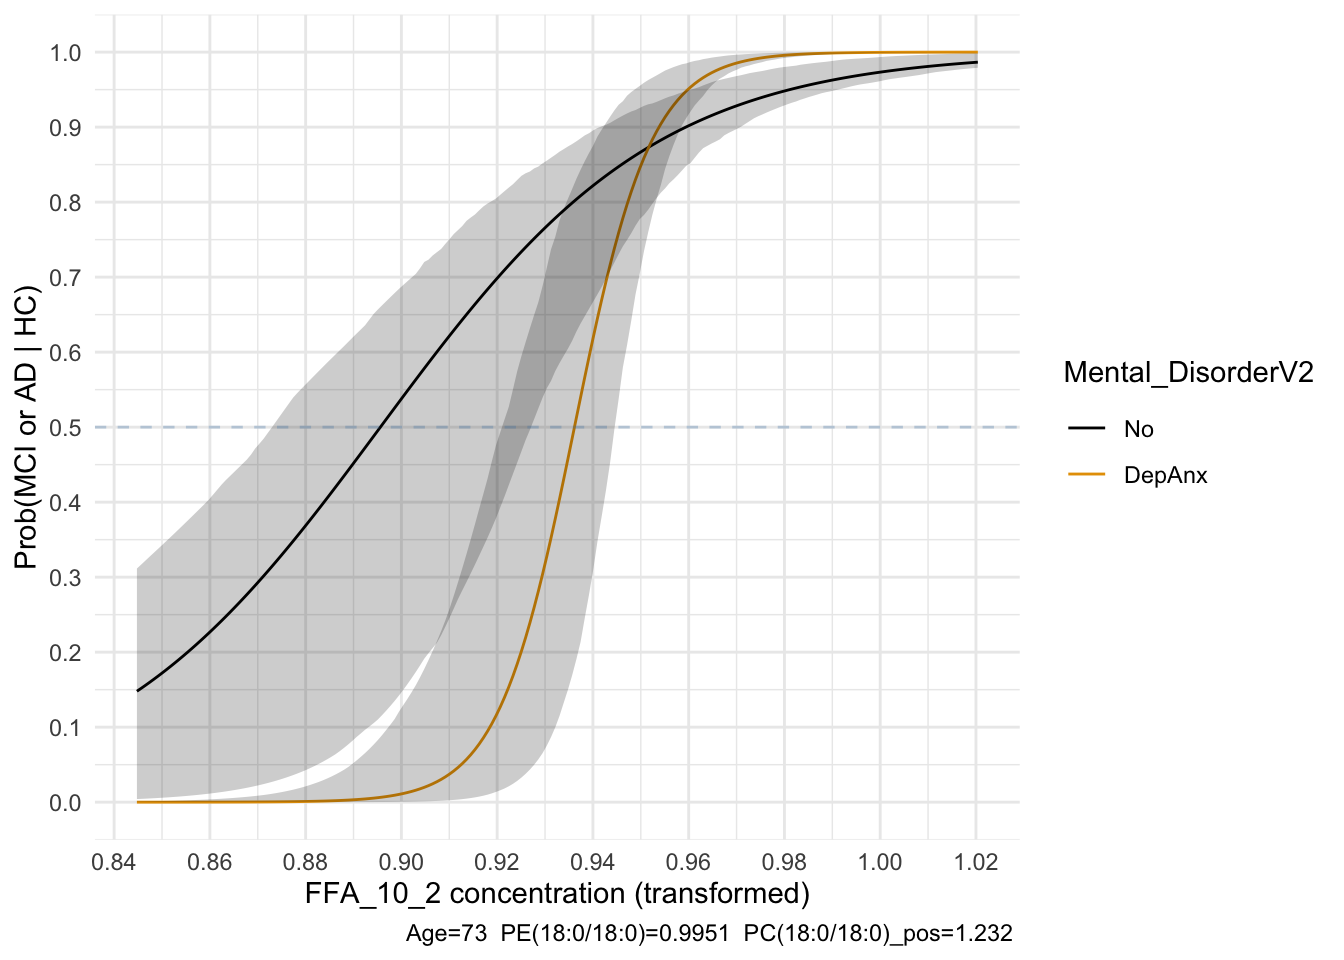 1.0
0.9
0.8
0.7
0.6
0.5
0.4
0.3
0.2
0.1
0.0
Prob(MCI or AD | HC)
0.84 0.86 0.88 0.90 0.92 0.94 0.96 0.98 1.00 1.02
FFA_10_2 concentration (transformed)
Age=73 PE(18:0/18:0)=0.9951 PC(18:0/18:0)_pos=1.232
Mental_DisorderV2
No
DepAnx